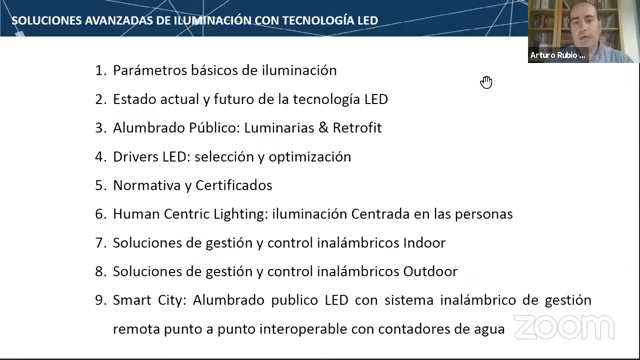 SOLUCIONES AVANZADAS DE ILUMINACIÓN CON TECNOLOGÍA LED
Arturo Rubio ...
1. Parámetros básicos de iluminación
2. Estado actual y futuro de la tecnología LED
3. Alumbrado Público: Luminarias & Retrofit
4. Drivers LED: selección y optimización
5. Normativa y Certificados
6. Human Centric Lighting: iluminación Centrada en las personas
7. Soluciones de gestión y control inalámbricos Indoor
8. Soluciones de gestión y control inalámbricos Outdoor
9. Smart City: Alumbrado publico LED con sistema inalámbrico de gestión
remota punto a punto interoperable con contadores de agua
zoom